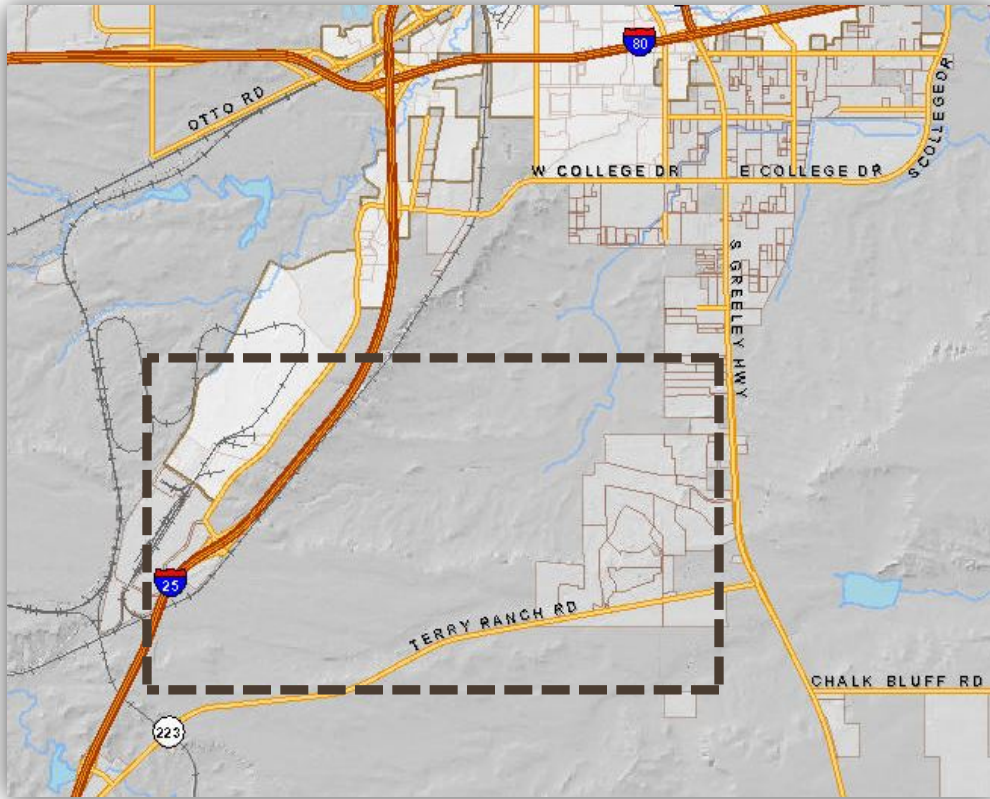 80
OTTO RD
S COLLEGE DR
W COLLEGE DR
E COLLEGE DR
S GREELEY HWY
25
TERRY RANCH RD
CHALK BLUFF RD
223